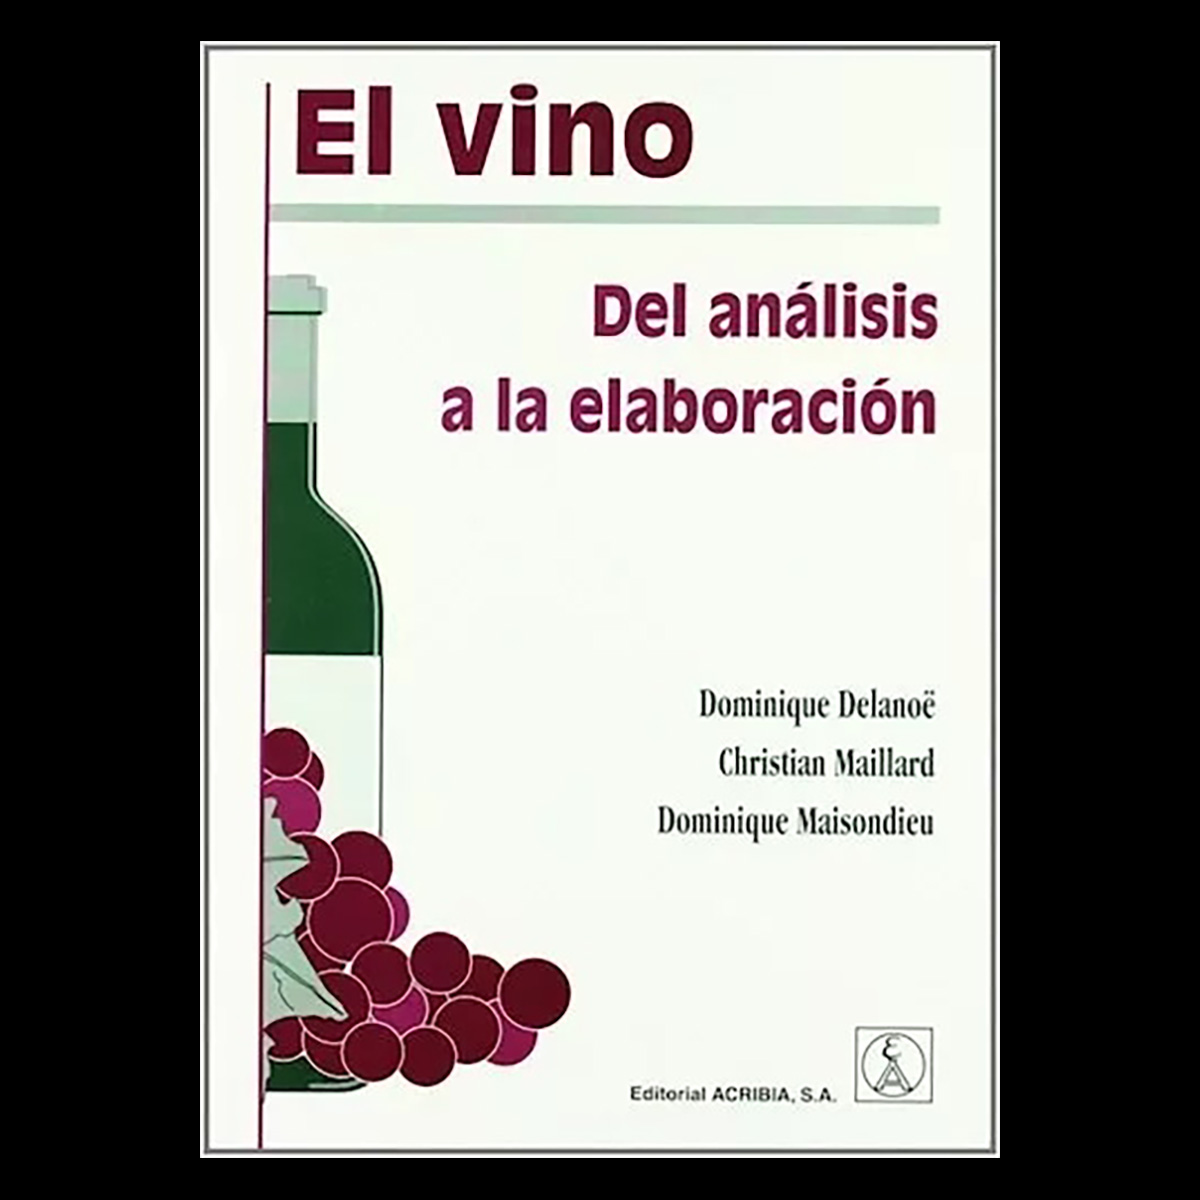 El vino
Del análisis
a la elaboración
Dominique Delanoë
Christian Maillard
Dominique Maisondieu
Editorial ACRIBIA, S.A.